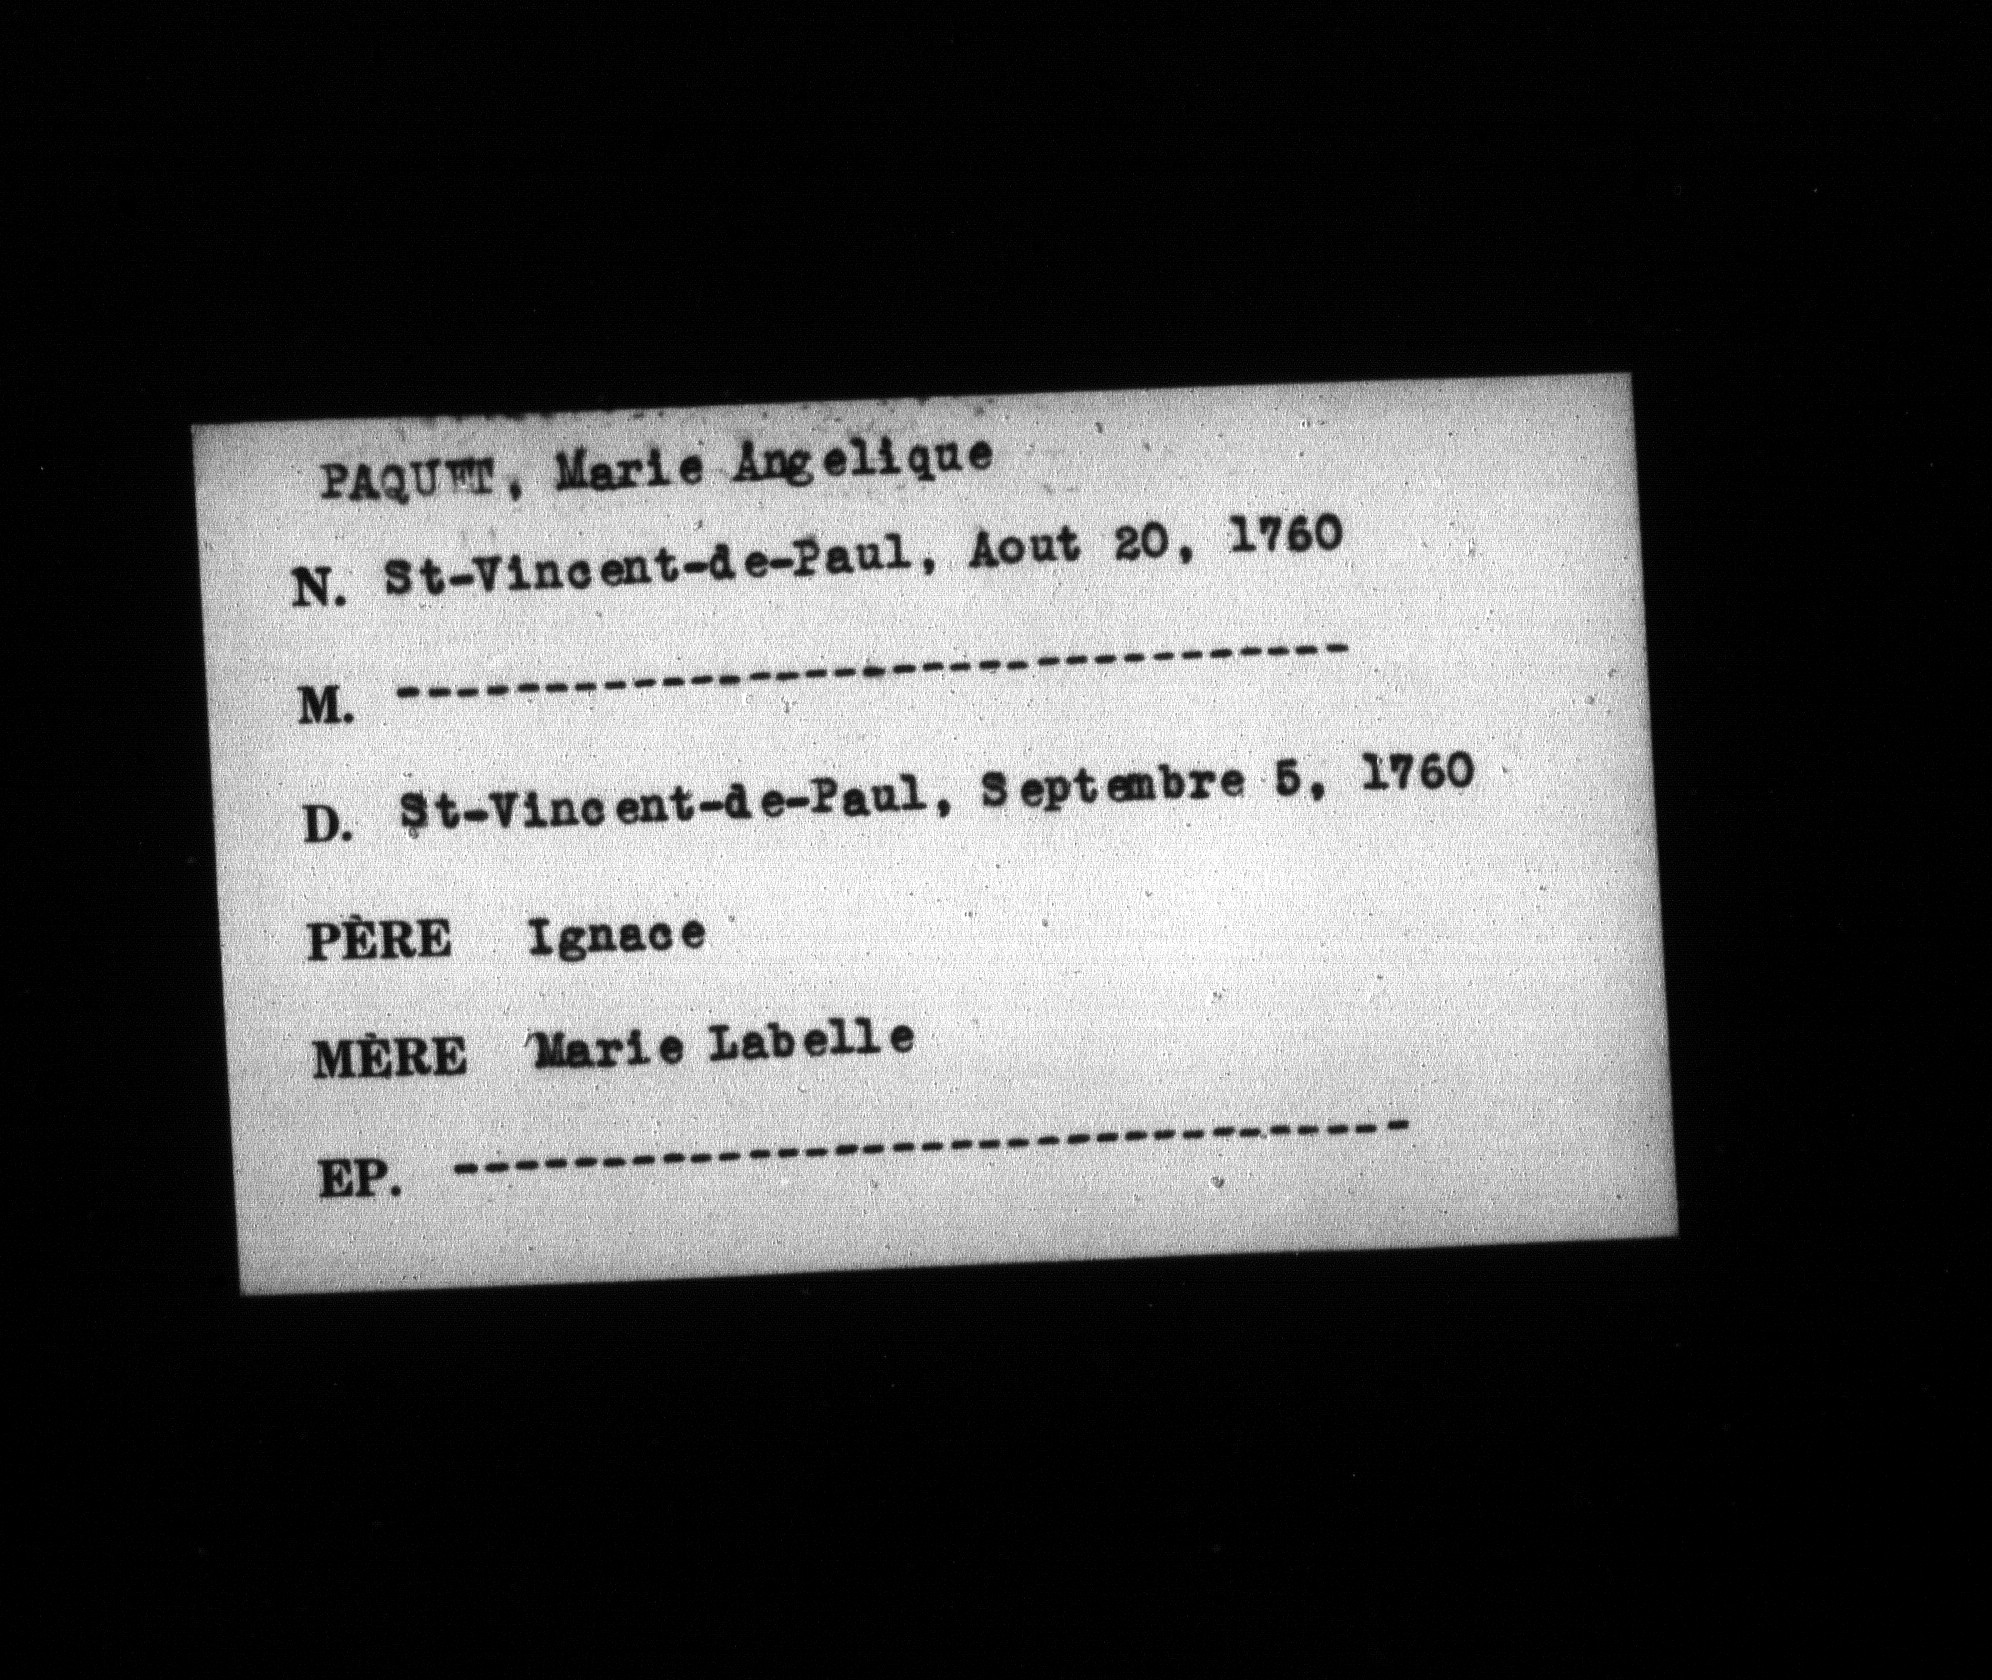 PAQUET, Marie Angelique
N. St-Vincent-de-Paul, Aout 20, 1760
M. ---------------------------------
D. St-Vincent-de-Paul, Septembre 5, 1760
PÈRE Ignace
MÈRE Marie Labelle
EP. ---------------------------------